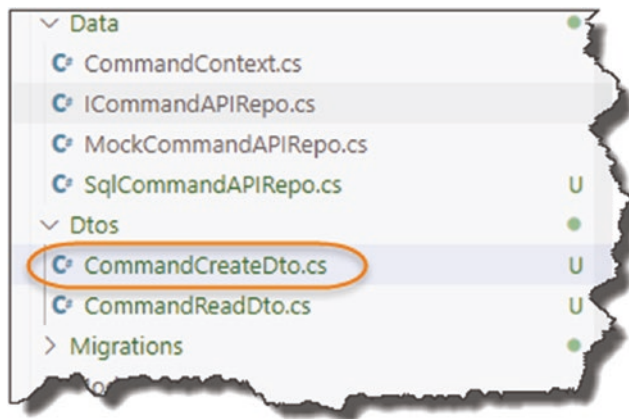 Data
C# CommandContext.cs
C# ICommandAPIRepo.cs
C# MockCommandAPIRepo.cs
C# SqlCommandAPIRepo.cs U
Dtos
C# CommandCreateDto.cs U
C# CommandReadDto.cs U
Migrations